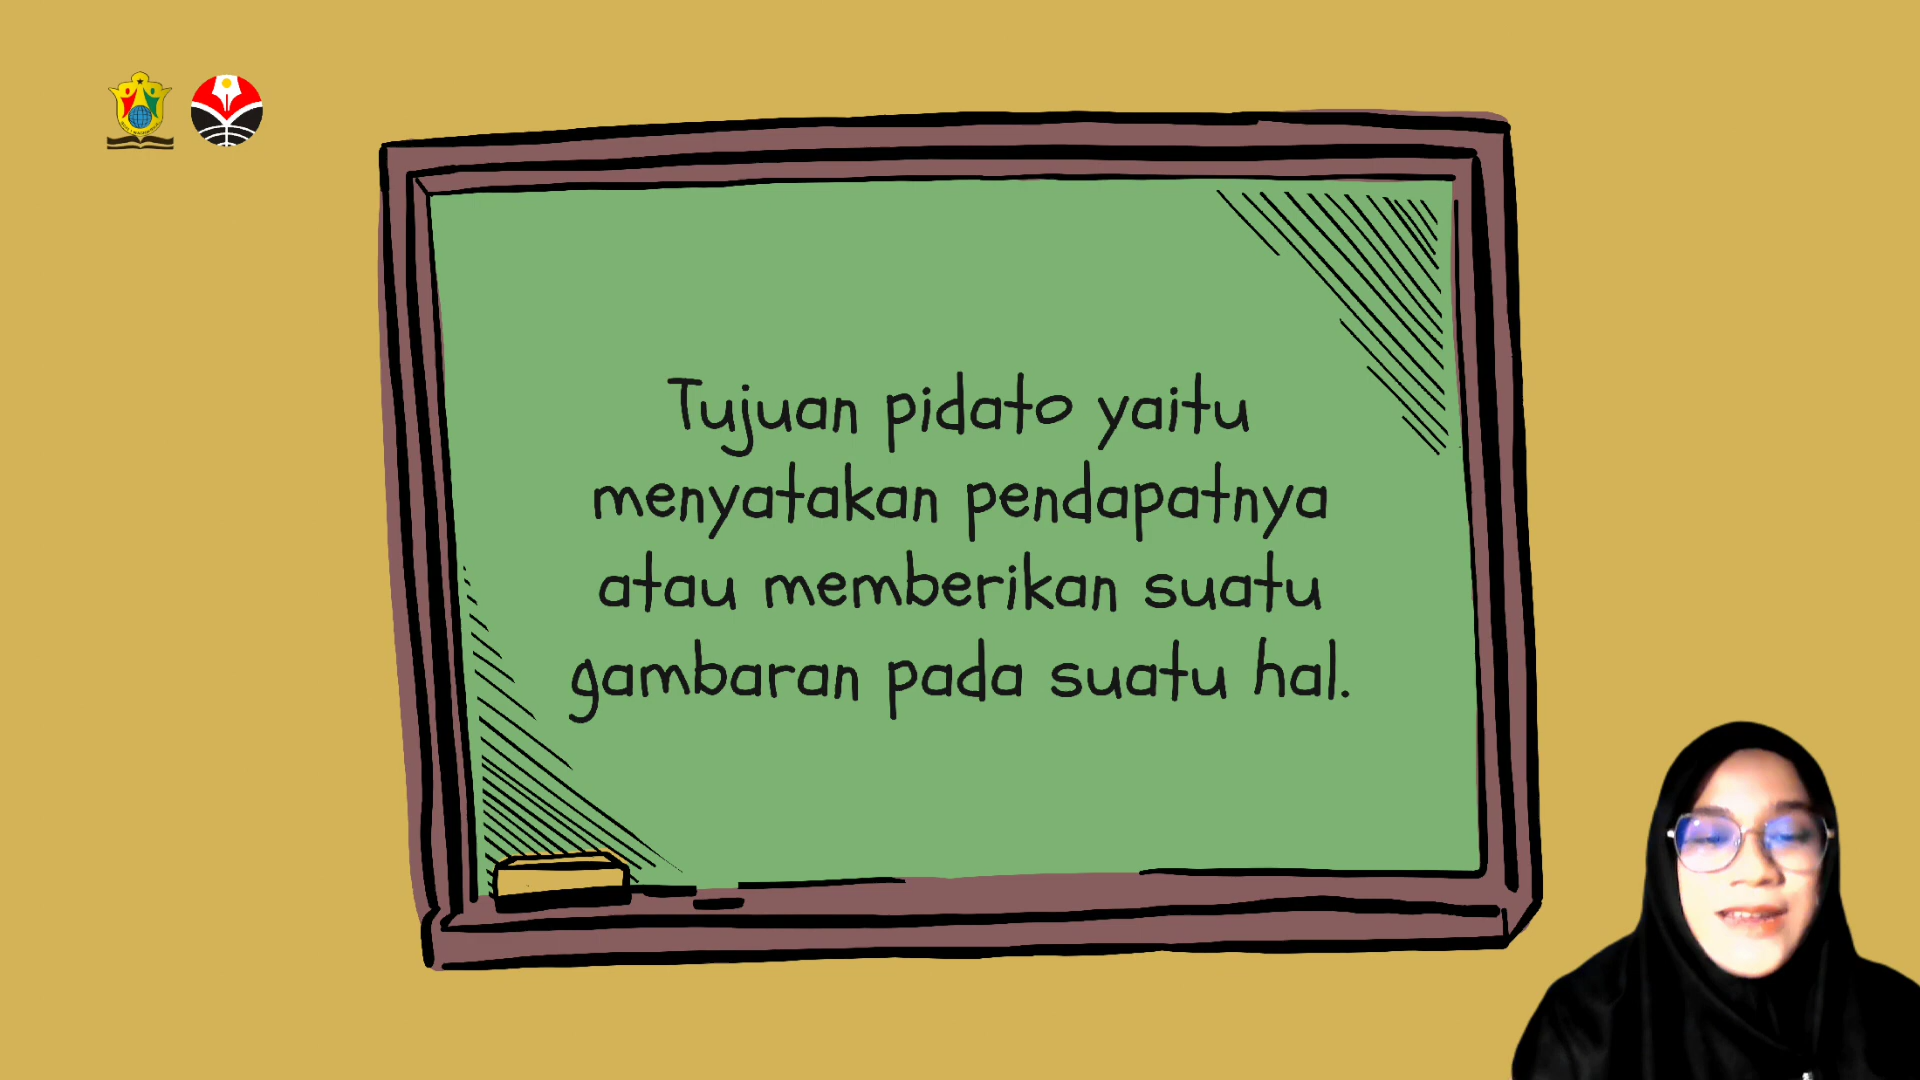 Tujuan pidato yaitu
menyatakan pendapatnya
atau memberikan suatu
gambaran pada suatu hal.